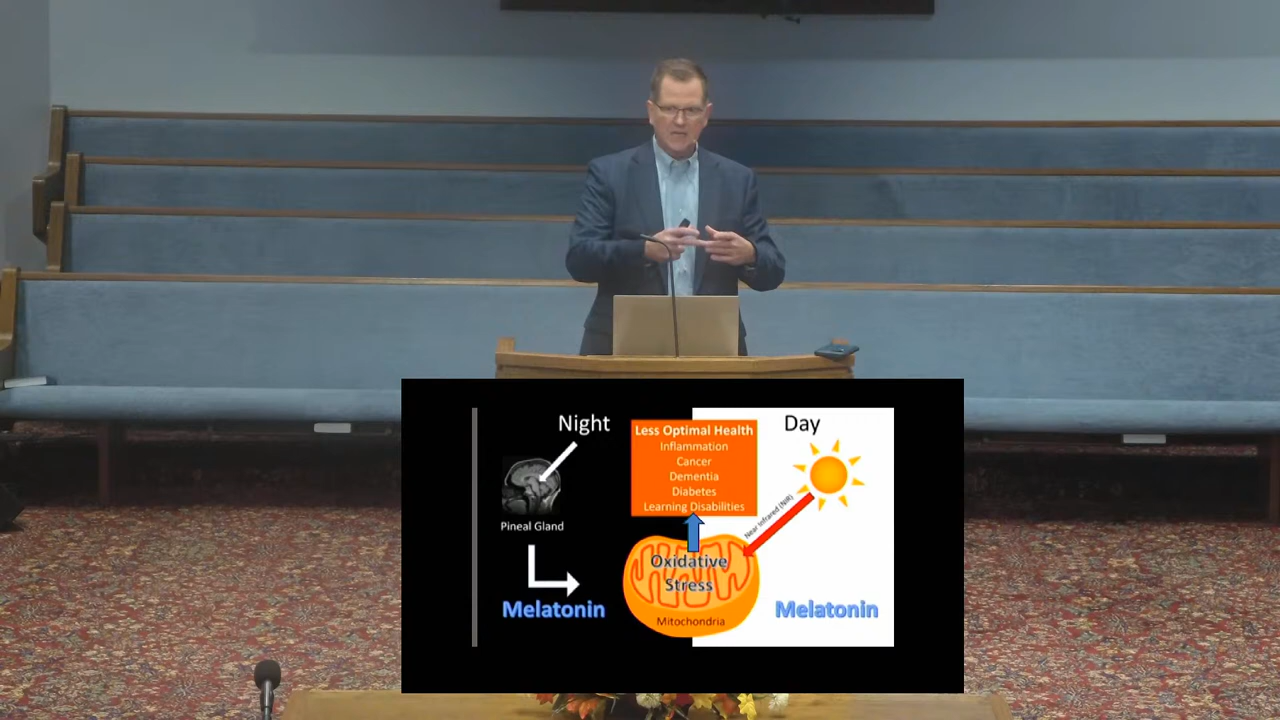 Night
Pineal Gland
Melatonin
Less Optimal Health
Inflammation
Cancer
Dementia
Diabetes
Learning Disabilities
Oxidative
Stress
Mitochondria
Day
Near Infrared (NIR)
Melatonin